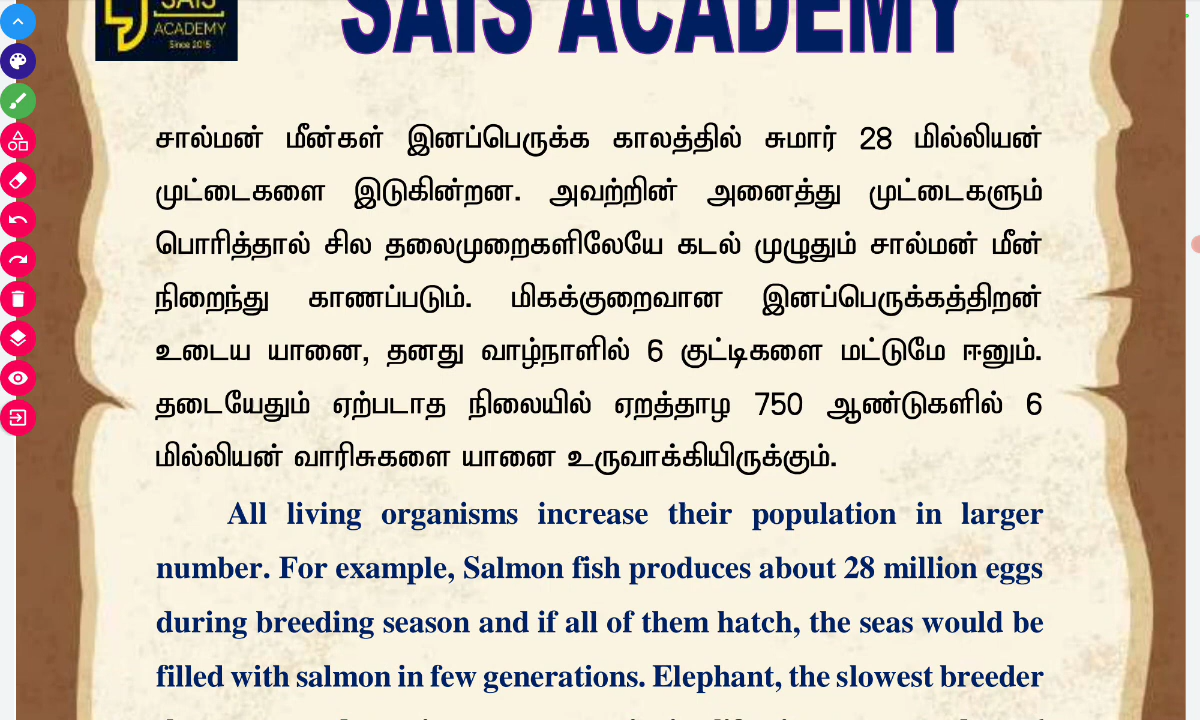 SAIS
ACADEMY
Since 2015
SAIS ACADEMY
சால்மன் மீன்கள் இனப்பெருக்க காலத்தில் சுமார் 28 மில்லியன்
முட்டைகளை இடுகின்றன. அவற்றின் அனைத்து முட்டைகளும்
பொரித்தால் சில தலைமுறைகளிலேயே கடல் முழுதும் சால்மன் மீன்
நிறைந்து காணப்படும். மிகக்குறைவான இனப்பெருக்கத்திறன்
உடைய யானை, தனது வாழ்நாளில் 6 குட்டிகளை மட்டுமே ஈனும்.
தடையேதும் ஏற்படாத நிலையில் ஏறத்தாழ 750 ஆண்டுகளில் 6
மில்லியன் வாரிசுகளை யானை உருவாக்கியிருக்கும்.
All living organisms increase their population in larger
number. For example, Salmon fish produces about 28 million eggs
during breeding season and if all of them hatch, the seas would be
filled with salmon in few generations. Elephant, the slowest breeder